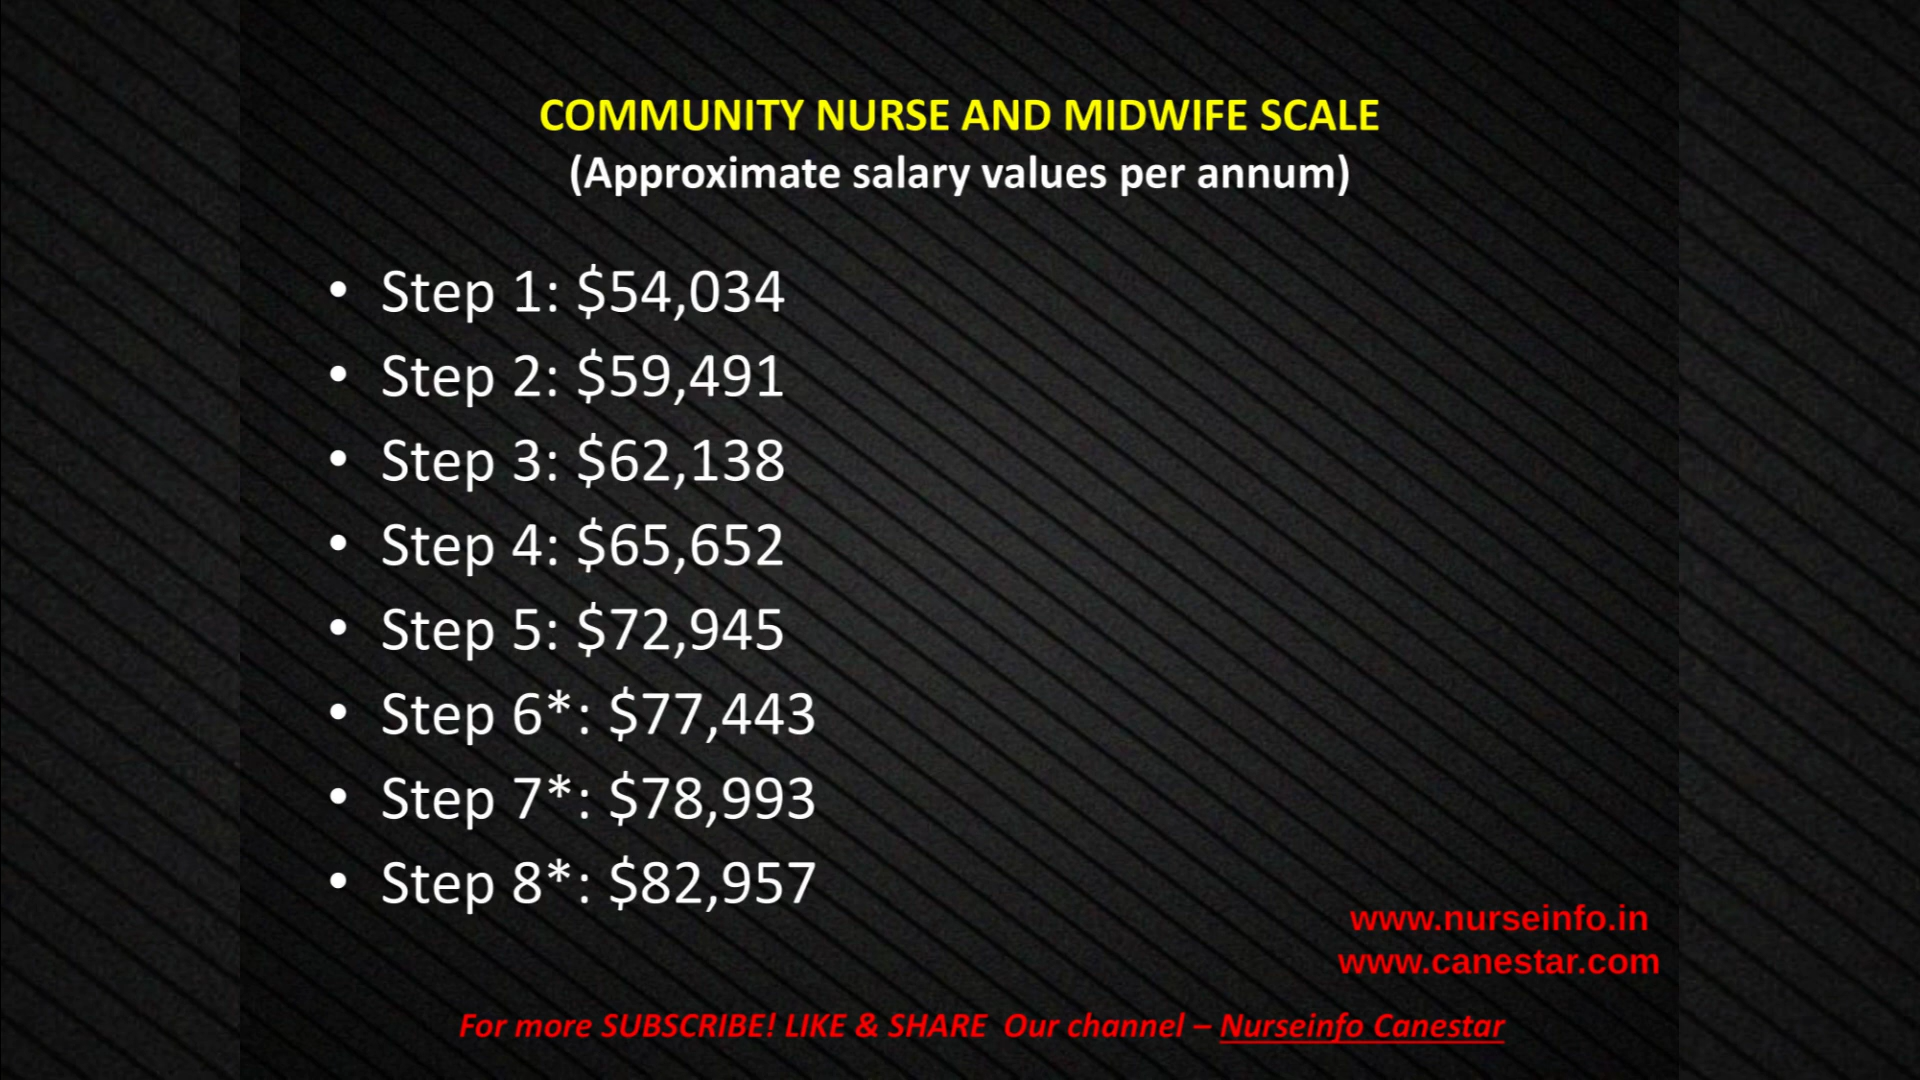 COMMUNITY NURSE AND MIDWIFE SCALE
(Approximate salary values per annum)
• Step 1: $54,034
• Step 2: $59,491
• Step 3: $62,138
• Step 4: $65,652
• Step 5: $72,945
• Step 6*: $77,443
• Step 7*: $78,993
• Step 8*: $82,957
www.nurseinfo.in
www.canestar.com
For more SUBSCRIBE! LIKE & SHARE Our channel – Nurseinfo Canestar